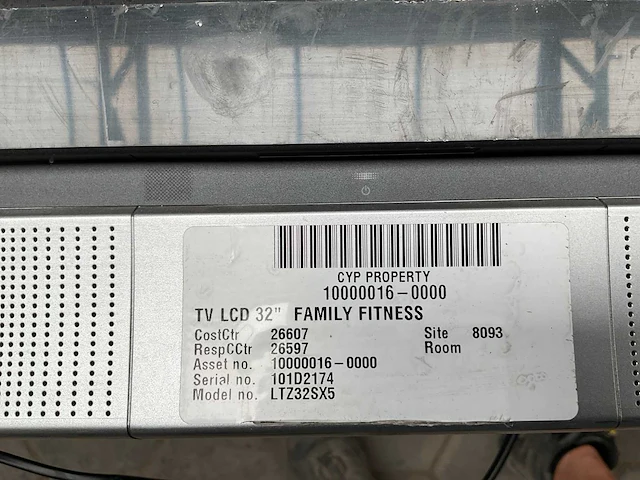 CYP PROPERTY
10000016-0000
TV LCD 32" FAMILY FITNESS
CostCtr 26607 Site 8093
RespCCtr 26597 Room
Asset no. 10000016-0000
Serial no. 101D2174
Model no. LTZ32SX5